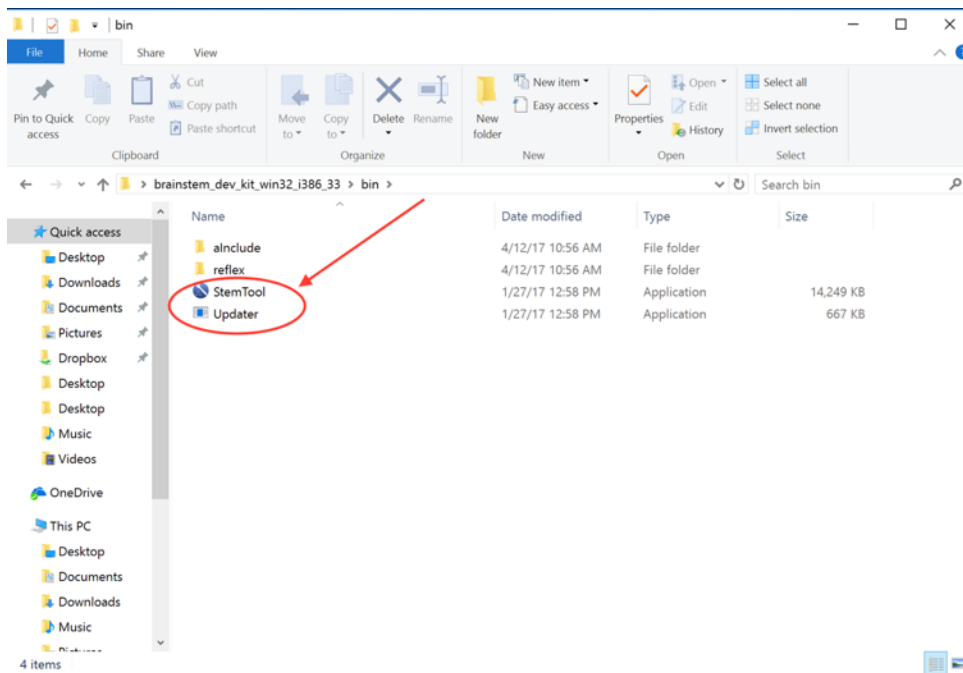 bin
File Home Share View
Pin to Quick access
Copy
Paste
Cut
Copy path
Paste shortcut
Clipboard
Move to
Copy to
Delete
Rename
Organize
New folder
New item
Easy access
New
Properties
Open
Edit
History
Open
Select all
Select none
Invert selection
Select
brainstem_dev_kit_win32_i386_33 > bin >
Search bin
Quick access
Desktop
Downloads
Documents
Pictures
Dropbox
Desktop
Desktop
Music
Videos
OneDrive
This PC
Desktop
Documents
Downloads
Music
Name Date modified Type Size
aInclude 4/12/17 10:56 AM File folder
reflex 4/12/17 10:56 AM File folder
StemTool 1/27/17 12:58 PM Application 14,249 KB
Updater 1/27/17 12:58 PM Application 667 KB
4 items